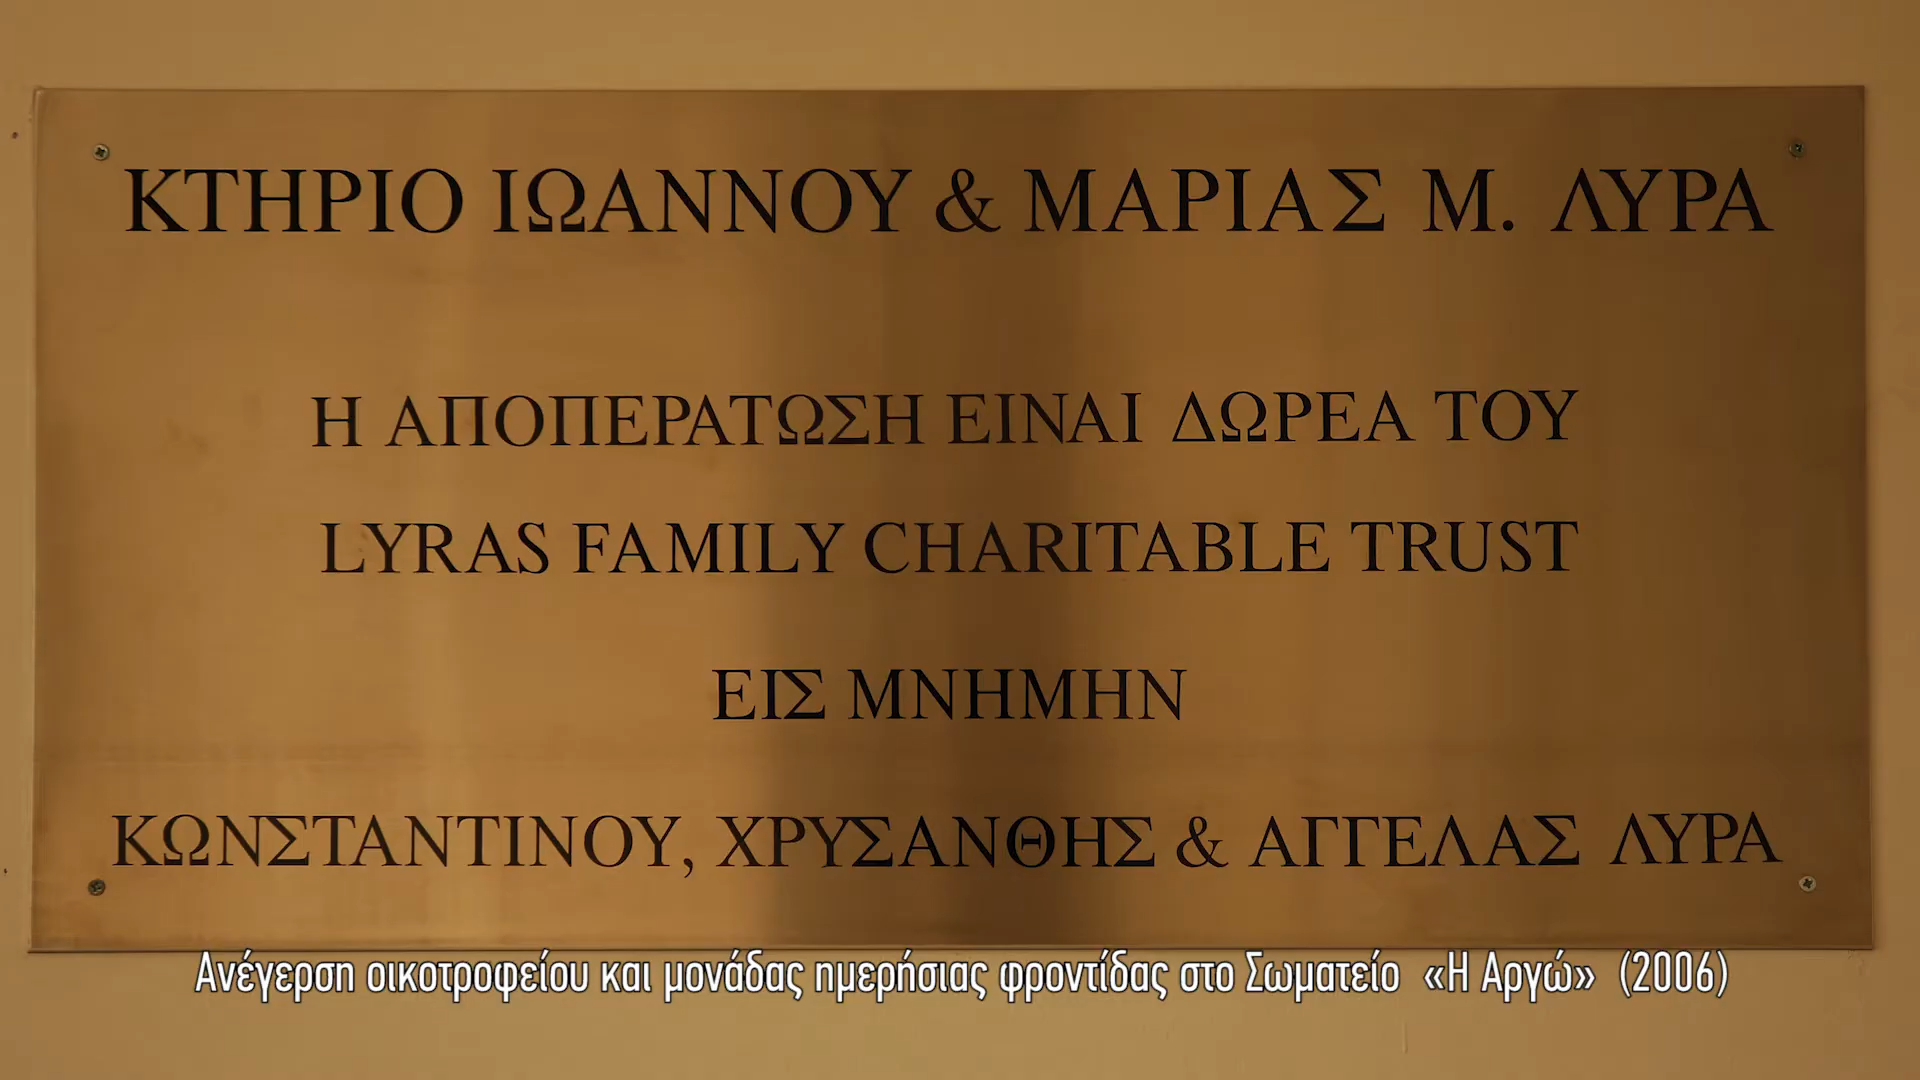 ΚΤΗΡΙΟ ΙΩΑΝΝΟΥ & ΜΑΡΙΑΣ Μ. ΛΥΡΑ
Η ΑΠΟΠΕΡΑΤΩΣΗ ΕΙΝΑΙ ΔΩΡΕΑ ΤΟΥ
LYRAS FAMILY CHARITABLE TRUST
ΕΙΣ ΜΝΗΜΗΝ
ΚΩΝΣΤΑΝΤΙΝΟΥ, ΧΡΥΣΑΝΘΗΣ & ΑΓΓΕΛΑΣ ΛΥΡΑ
Ανέγερση οικοτροφείου και μονάδας ημερήσιας φροντίδας στο Σωματείο «Η Αργώ» (2006)